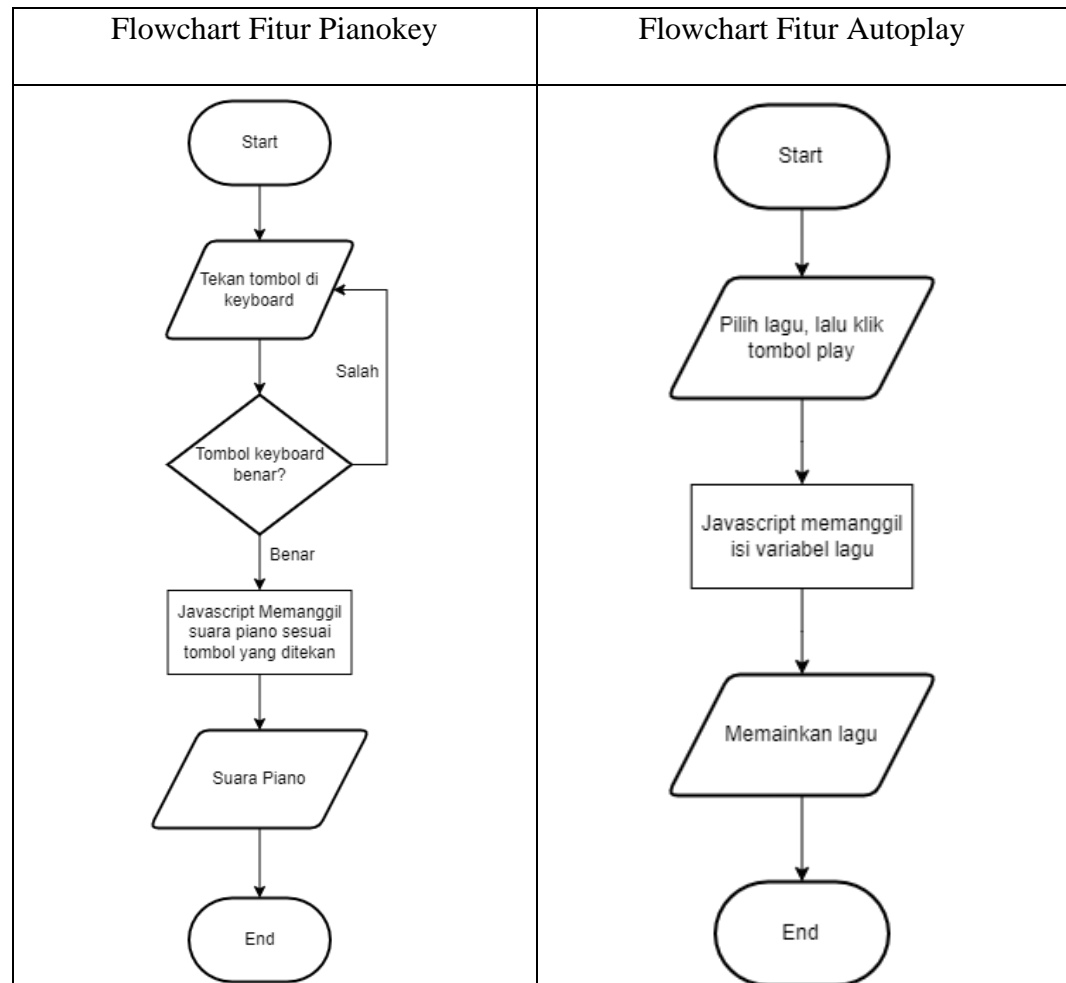 Flowchart Fitur Pianokey
Start
Tekan tombol di
keyboard
Salah
Tombol keyboard
benar?
Benar
Javascript Memanggil
suara piano sesuai
tombol yang ditekan
Suara Piano
End
Flowchart Fitur Autoplay
Start
Pilih lagu, lalu klik
tombol play
Javascript memanggil
isi variabel lagu
Memainkan lagu
End